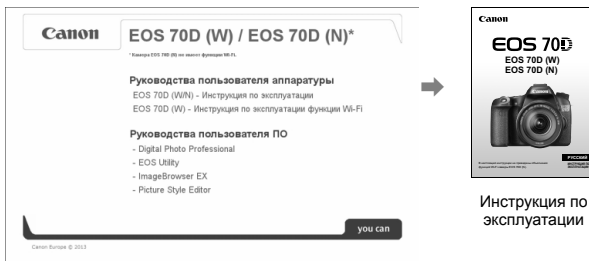 Canon
EOS 70D (W) / EOS 70D (N)*
* Камера EOS 70D (N) не имеет функции Wi-Fi.
Руководства пользователя аппаратуры
EOS 70D (W/N) - Инструкция по эксплуатации
EOS 70D (W) - Инструкция по эксплуатации функции Wi-Fi
Руководства пользователя ПО
- Digital Photo Professional
- EOS Utility
- ImageBrowser EX
- Picture Style Editor
you can
Canon Europe © 2013
Canon
EOS 70D
EOS 70D (W)
EOS 70D (N)
Canon
РУССКИЙ
Инструкция по
эксплуатации